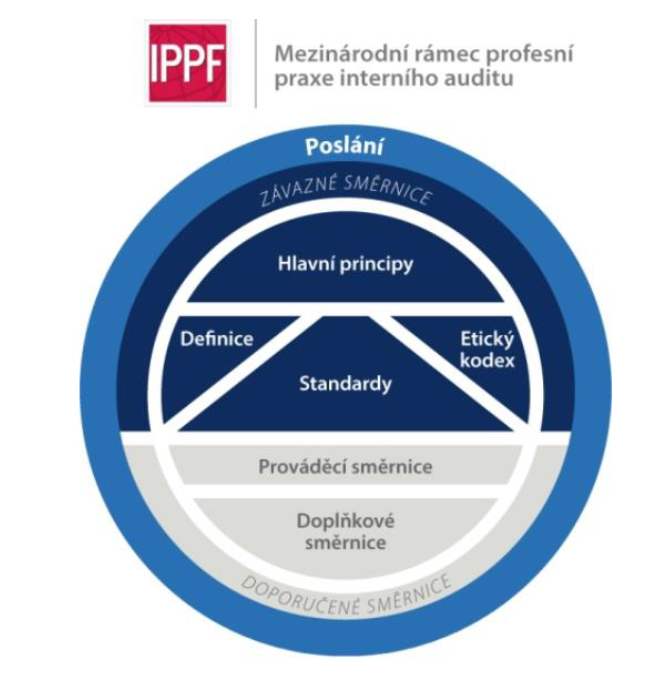 IPPF
Mezinárodní rámec profesní
praxe interního auditu
Poslání
ZÁVAZNÉ SMĚRNICE
Hlavní principy
Definice
Etický
kodex
Standardy
Prováděcí směrnice
Doplňkové
směrnice
DOPORUČENÉ SMĚRNICE